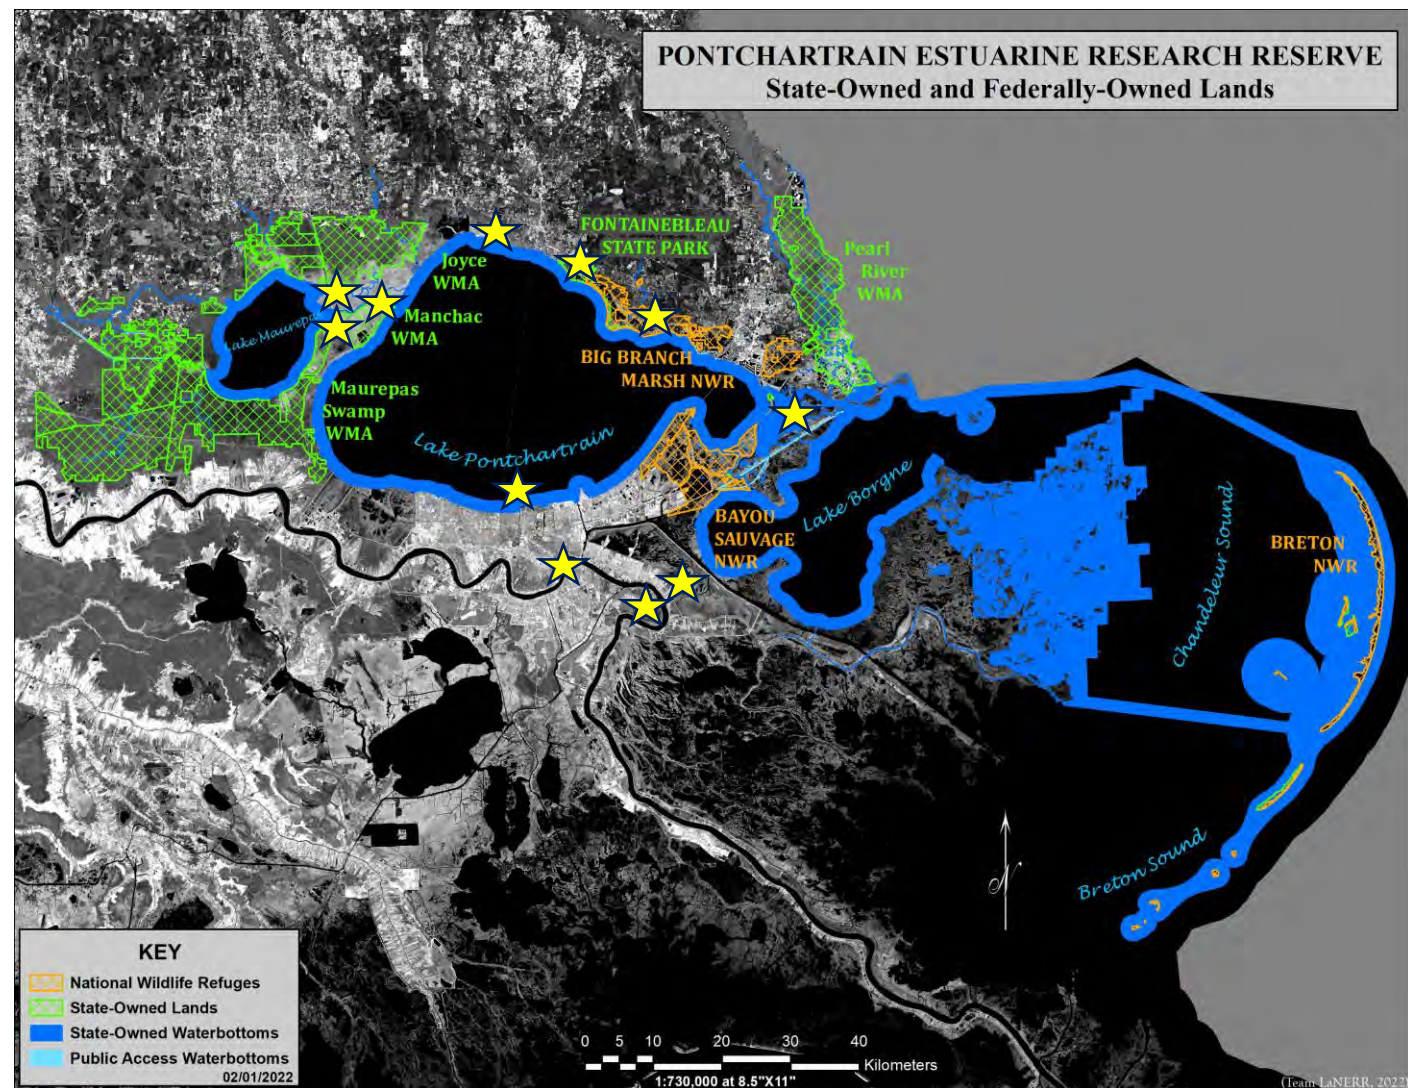 PONTCHARTRAIN ESTUARINE RESEARCH RESERVE
State-Owned and Federally-Owned Lands
FONTAINEBLEAU
STATE PARK
Pearl
River
WMA
Joyce
WMA
Lake Maurepas
Manchac
WMA
BIG BRANCH
MARSH NWR
Maurepas
Swamp
WMA
Lake Pontchartrain
Lake Borgne
BAYOU
SAUVAGE
NWR
Chandeleur Sound
BRETON
NWR
Breton Sound
N
KEY
National Wildlife Refuges
State-Owned Lands
State-Owned Waterbottoms
Public Access Waterbottoms
02/01/2022
0 5 10 20 30 40
Kilometers
1:730,000 at 8.5"X11"
(Team LaNERR, 2022)